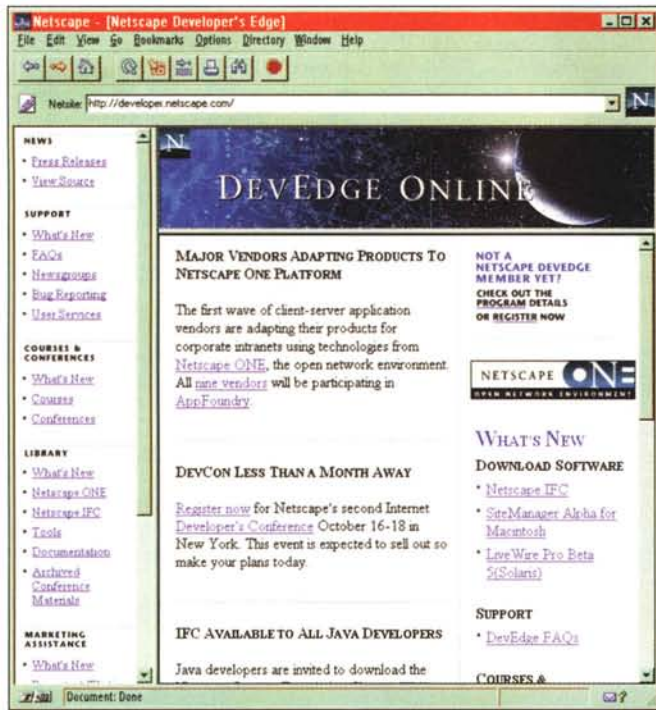 Netscape - [Netscape Developer's Edge]
File Edit View Go Bookmarks Options Directory Window Help
Netsite: http://developer.netscape.com/
N
NEWS
• Press Releases
• View Source
SUPPORT
• What's New
• FAQs
• Newsgroups
• Bug Reporting
• User Services
COURSES &
CONFERENCES
• What's New
• Courses
• Conferences
LIBRARY
• What's New
• Netscape ONE
• Netscape IFC
• Tools
• Documentation
• Archived
Conference
Materials
MARKETING
ASSISTANCE
• What's New
N
DEVEDGE ONLINE
MAJOR VENDORS ADAPTING PRODUCTS TO
NETSCAPE ONE PLATFORM
The first wave of client-server application
vendors are adapting their products for
corporate intranets using technologies from
Netscape ONE, the open network environment.
All nine vendors will be participating in
AppFoundry.
DEVCON LESS THAN A MONTH AWAY
Register now for Netscape's second Internet
Developer's Conference October 16-18 in
New York. This event is expected to sell out so
make your plans today.
IFC AVAILABLE TO ALL JAVA DEVELOPERS
Java developers are invited to download the
NOT A
NETSCAPE DEVEDGE
MEMBER YET?
CHECK OUT THE
PROGRAM DETAILS
OR REGISTER NOW
NETSCAPE ONE
OPEN NETWORK ENVIRONMENT
WHAT'S NEW
DOWNLOAD SOFTWARE
• Netscape IFC
• SiteManager Alpha for
Macintosh
• LiveWire Pro Beta
5(Solaris)
SUPPORT
• DevEdge FAQs
COURSES &
Document: Done